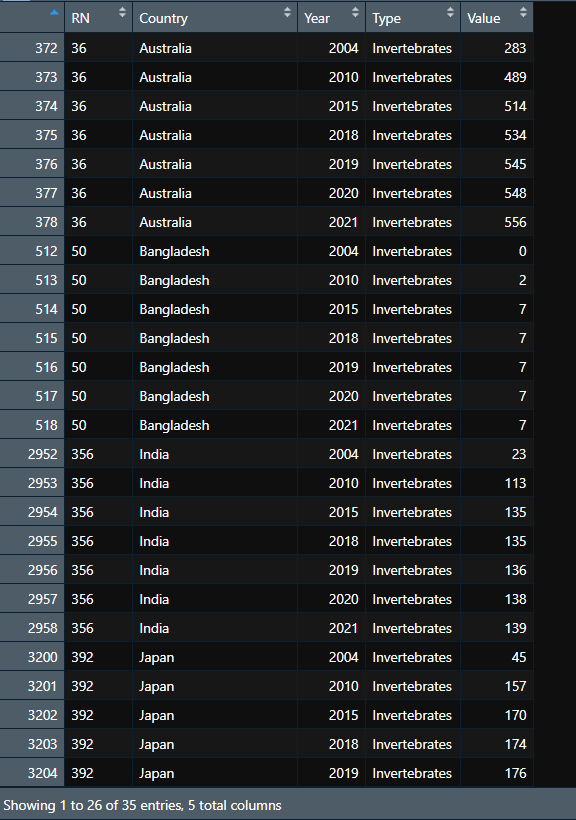 RN Country Year Type Value
372 36 Australia 2004 Invertebrates 283
373 36 Australia 2010 Invertebrates 489
374 36 Australia 2015 Invertebrates 514
375 36 Australia 2018 Invertebrates 534
376 36 Australia 2019 Invertebrates 545
377 36 Australia 2020 Invertebrates 548
378 36 Australia 2021 Invertebrates 556
512 50 Bangladesh 2004 Invertebrates 0
513 50 Bangladesh 2010 Invertebrates 2
514 50 Bangladesh 2015 Invertebrates 7
515 50 Bangladesh 2018 Invertebrates 7
516 50 Bangladesh 2019 Invertebrates 7
517 50 Bangladesh 2020 Invertebrates 7
518 50 Bangladesh 2021 Invertebrates 7
2952 356 India 2004 Invertebrates 23
2953 356 India 2010 Invertebrates 113
2954 356 India 2015 Invertebrates 135
2955 356 India 2018 Invertebrates 135
2956 356 India 2019 Invertebrates 136
2957 356 India 2020 Invertebrates 138
2958 356 India 2021 Invertebrates 139
3200 392 Japan 2004 Invertebrates 45
3201 392 Japan 2010 Invertebrates 157
3202 392 Japan 2015 Invertebrates 170
3203 392 Japan 2018 Invertebrates 174
3204 392 Japan 2019 Invertebrates 176
Showing 1 to 26 of 35 entries, 5 total columns